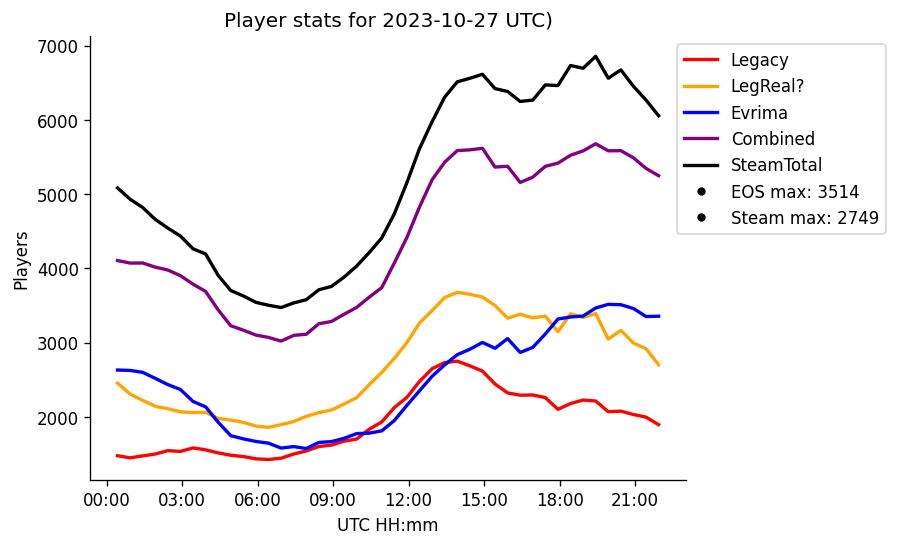 Player stats for 2023-10-27 UTC)
7000
6000
5000
4000
3000
2000
Players
00:00 03:00 06:00 09:00 12:00 15:00 18:00 21:00
UTC HH:mm
Legacy
LegReal?
Evrima
Combined
SteamTotal
EOS max: 3514
Steam max: 2749